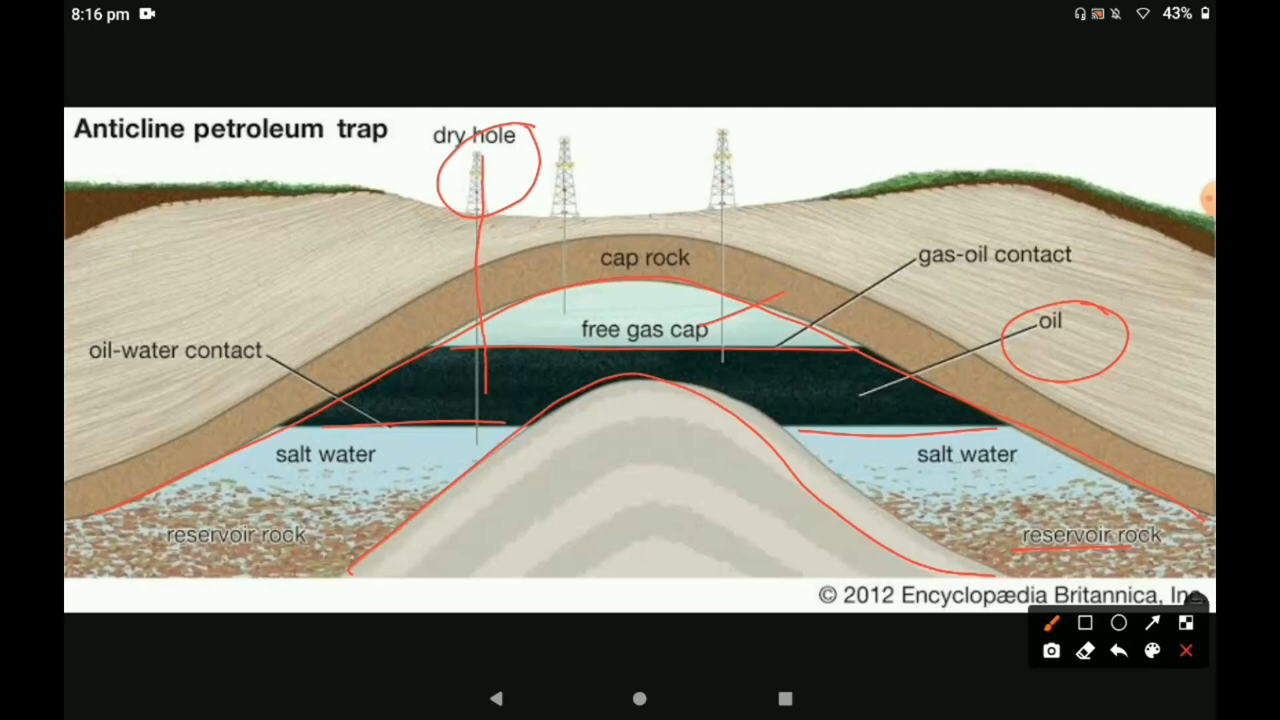 8:16 pm 43%
Anticline petroleum trap
dry hole
cap rock
gas-oil contact
free gas cap
oil
oil-water contact
salt water
salt water
reservoir rock
reservoir rock
© 2012 Encyclopædia Britannica, Inc.